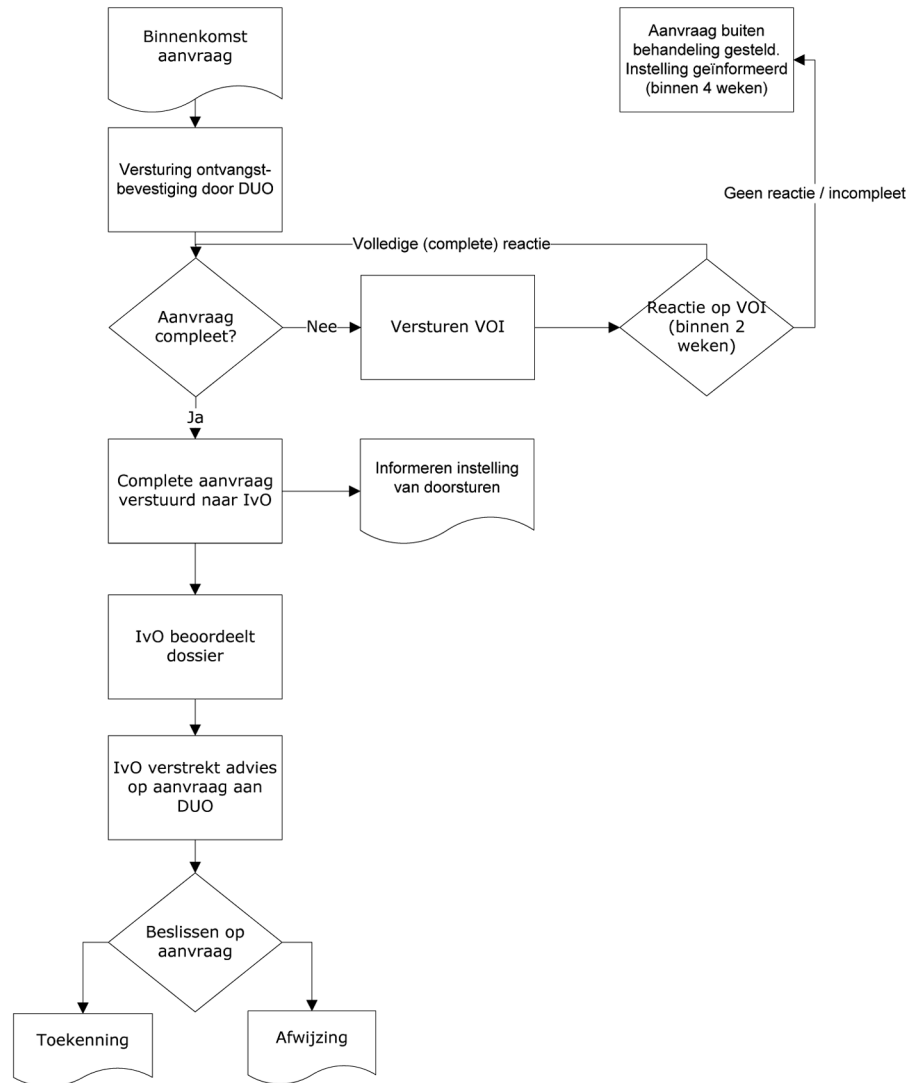 Binnenkomst
aanvraag
Aanvraag buiten
behandeling gesteld.
Instelling geïnformeerd
(binnen 4 weken)
Versturing ontvangst-
bevestiging door DUO
Geen reactie / incompleet
Volledige (complete) reactie
Aanvraag
compleet?
Nee
Versturen VOI
Reactie op VOI
(binnen 2
weken)
Ja
Complete aanvraag
verstuurd naar IvO
Informeren instelling
van doorsturen
IvO beoordeelt
dossier
IvO verstrekt advies
op aanvraag aan
DUO
Beslissen op
aanvraag
Toekenning
Afwijzing